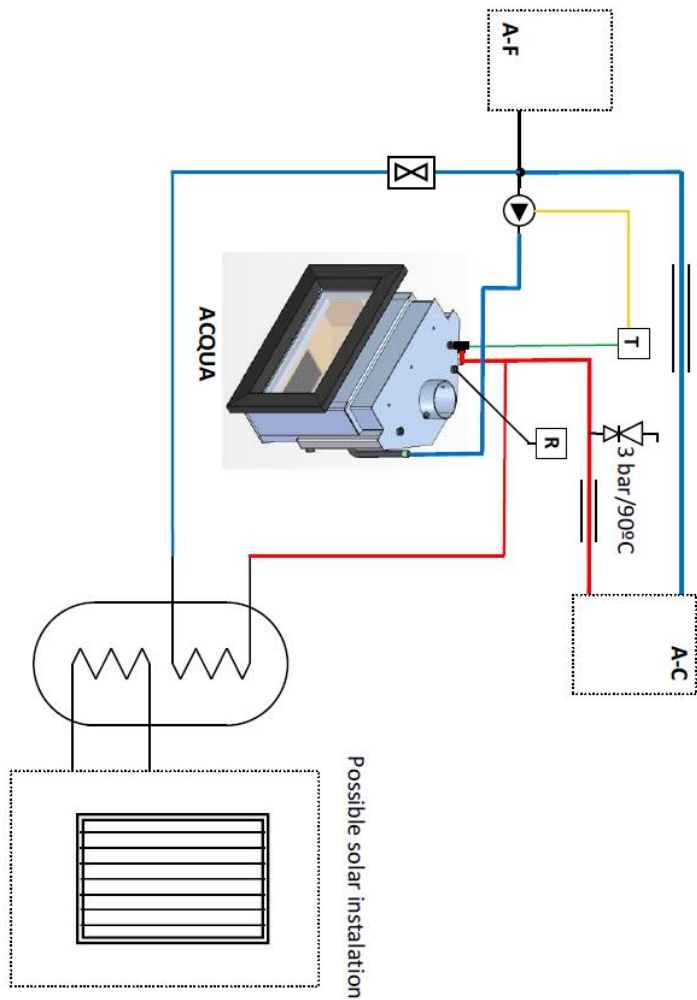 A-F
T
ACQUA
R
3 bar/90ºC
A-C
Possible solar instalation